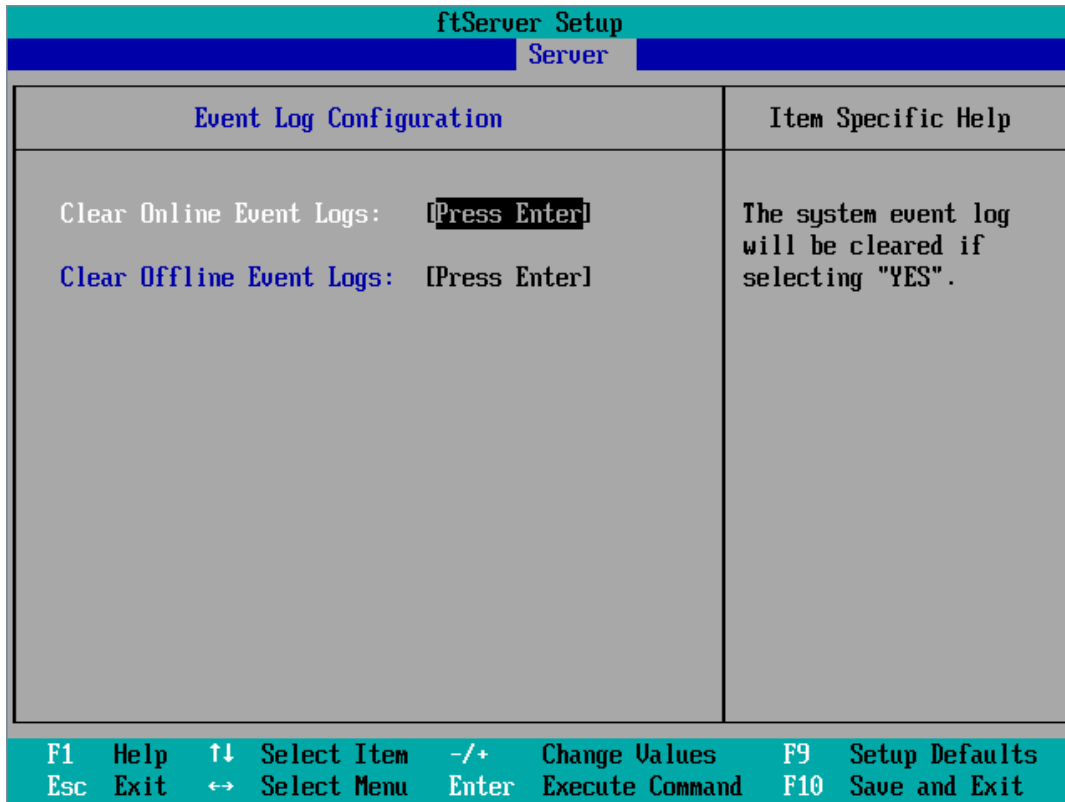 ftServer Setup
Server
Event Log Configuration
Item Specific Help
Clear Online Event Logs: [Press Enter]
Clear Offline Event Logs: [Press Enter]
The system event log
will be cleared if
selecting "YES".
F1 Help ↑↓ Select Item -/+ Change Values F9 Setup Defaults
Esc Exit ↔ Select Menu Enter Execute Command F10 Save and Exit